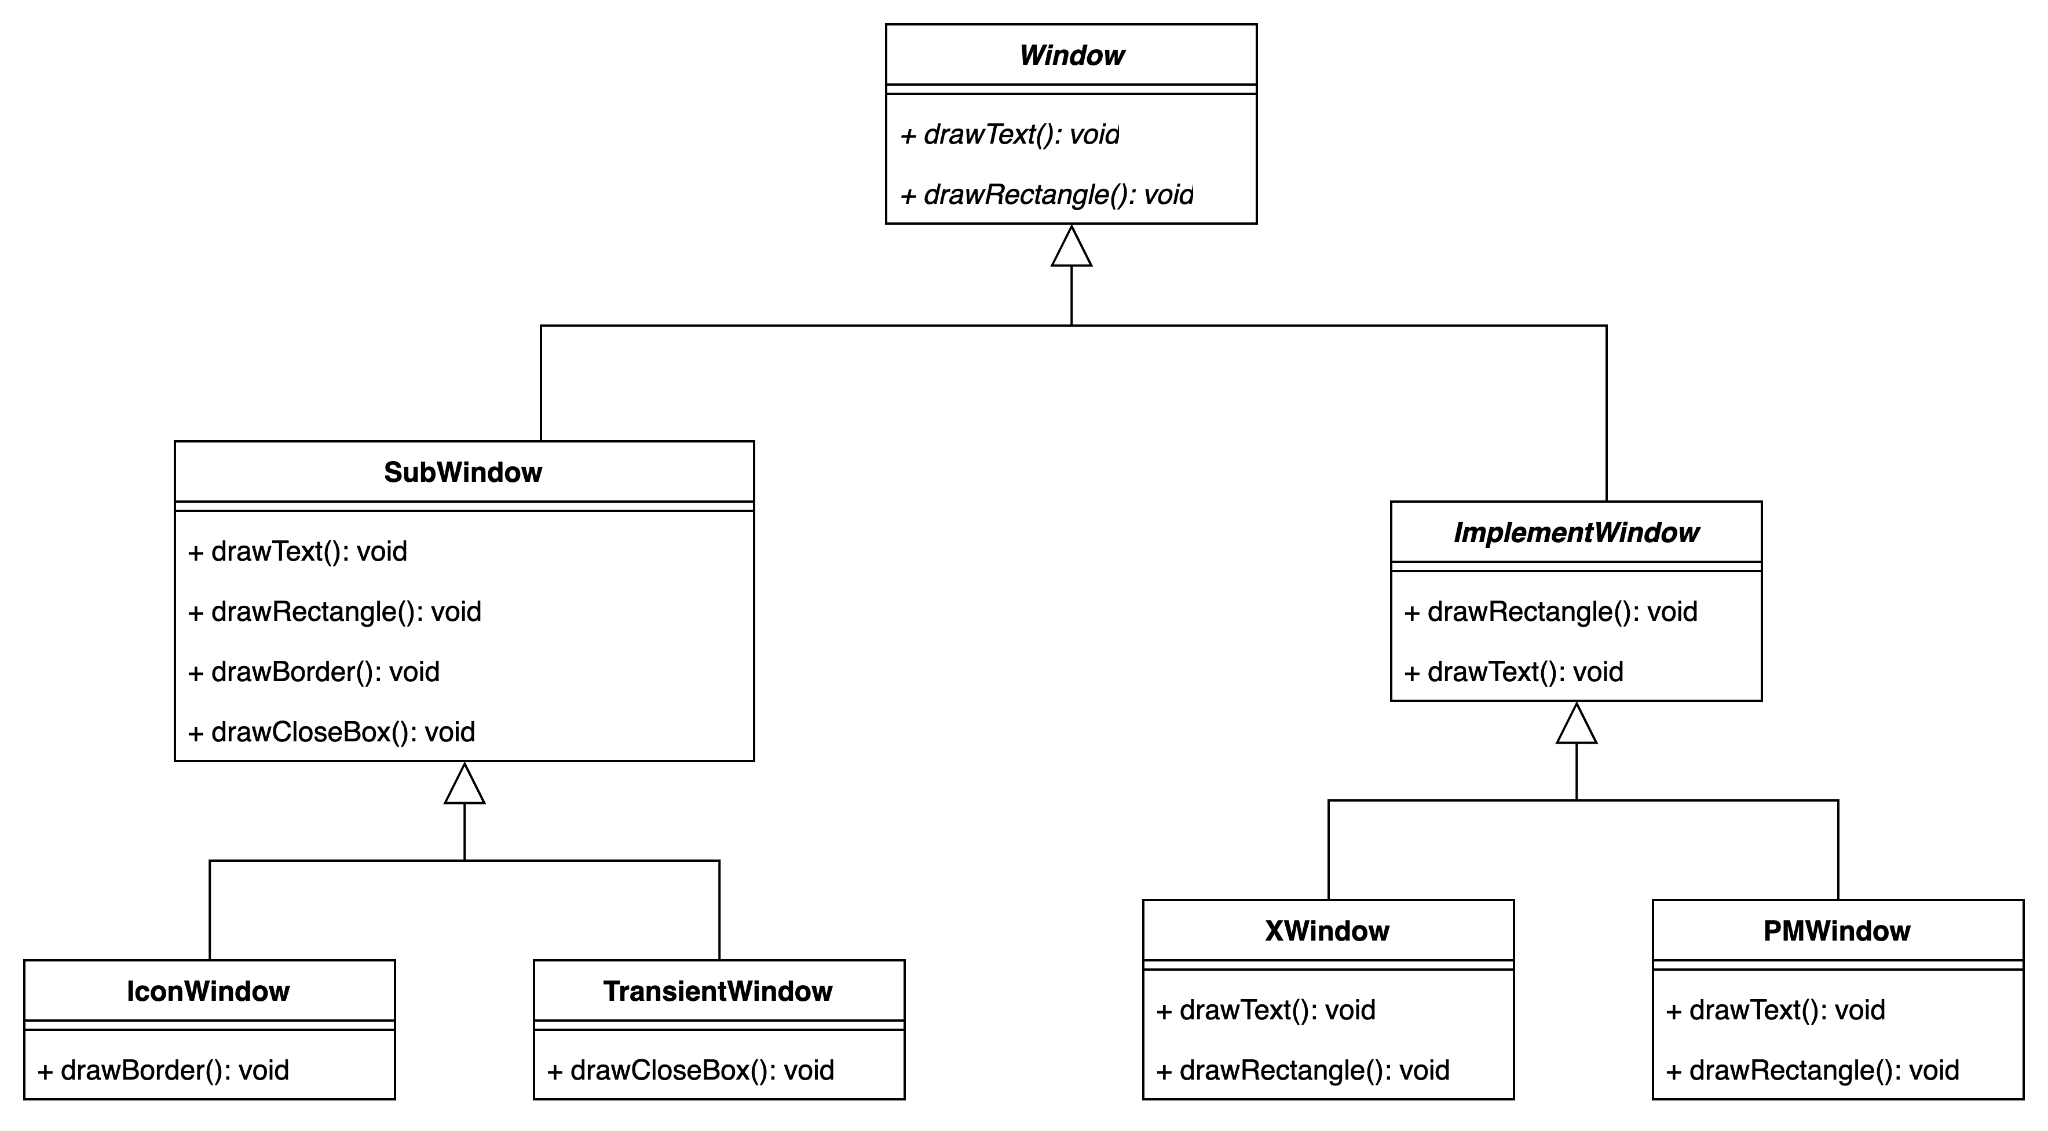 Window
+ drawText(): void
+ drawRectangle(): void
SubWindow
+ drawText(): void
+ drawRectangle(): void
+ drawBorder(): void
+ drawCloseBox(): void
ImplementWindow
+ drawRectangle(): void
+ drawText(): void
IconWindow
+ drawBorder(): void
TransientWindow
+ drawCloseBox(): void
XWindow
+ drawText(): void
+ drawRectangle(): void
PMWindow
+ drawText(): void
+ drawRectangle(): void